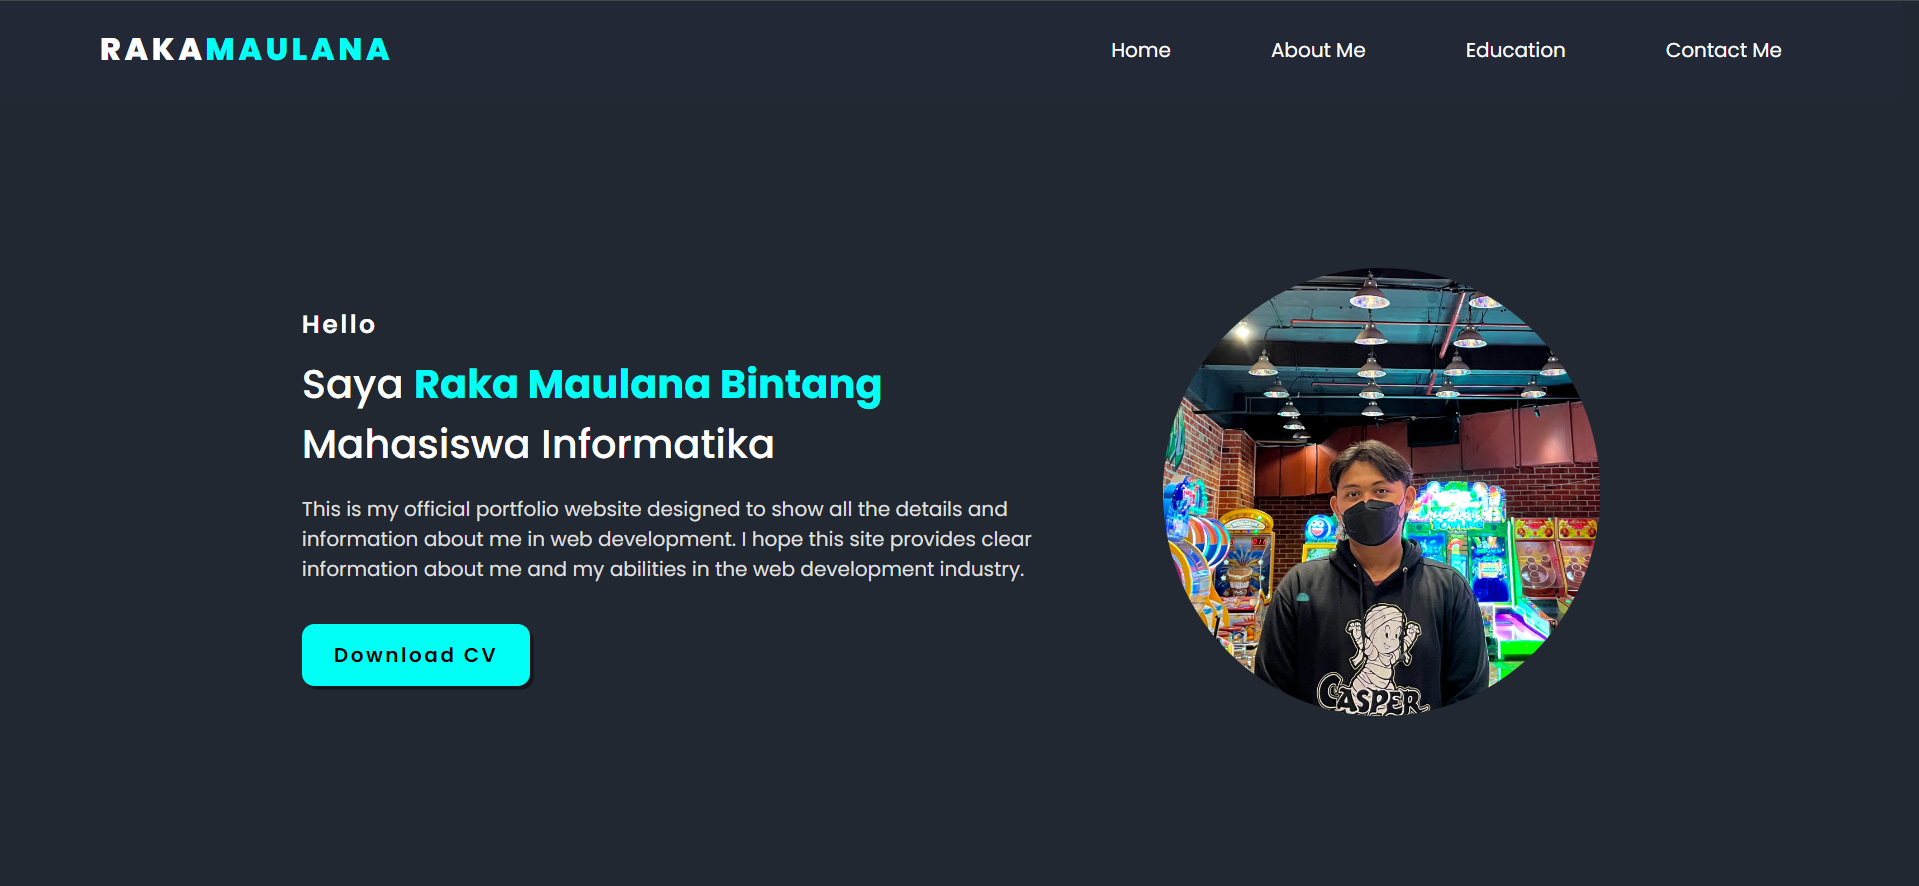 RAKAMAULANA
Home
About Me
Education
Contact Me
Hello
Saya Raka Maulana Bintang
Mahasiswa Informatika
This is my official portfolio website designed to show all the details and
information about me in web development. I hope this site provides clear
information about me and my abilities in the web development industry.
Download CV
BOWLING
CASPER